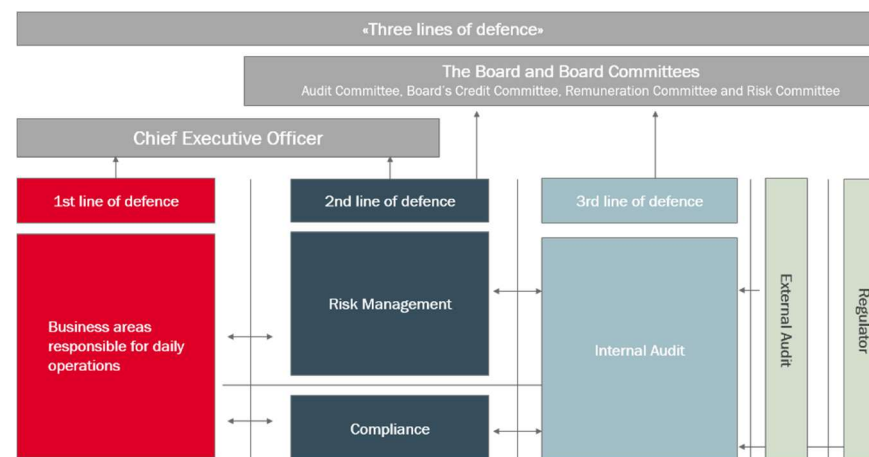 «Three lines of defence»
The Board and Board Committees
Audit Committee, Board´s Credit Committee, Remuneration Committee and Risk Committee
Chief Executive Officer
1st line of defence
2nd line of defence
3rd line of defence
Business areas
responsible for daily
operations
Risk Management
Compliance
Internal Audit
External Audit
Regulator